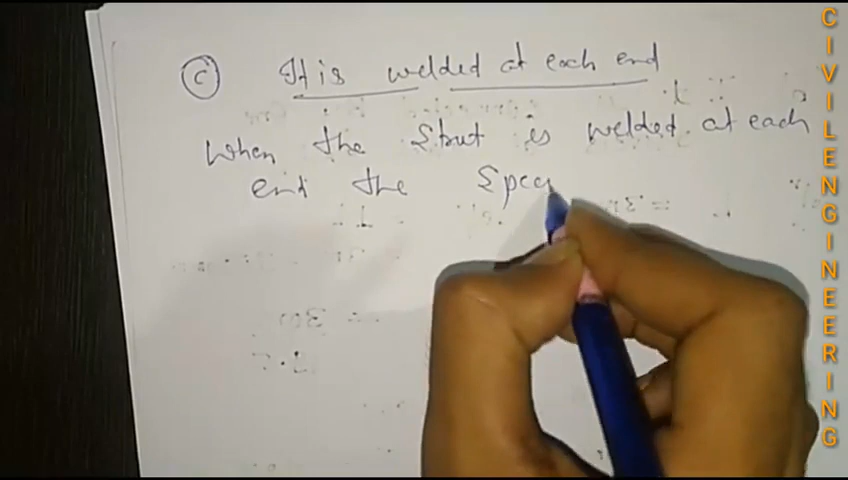 (c) It is welded at each end
When the Strut is welded at each
end the Spec
CIVILENGINEERING